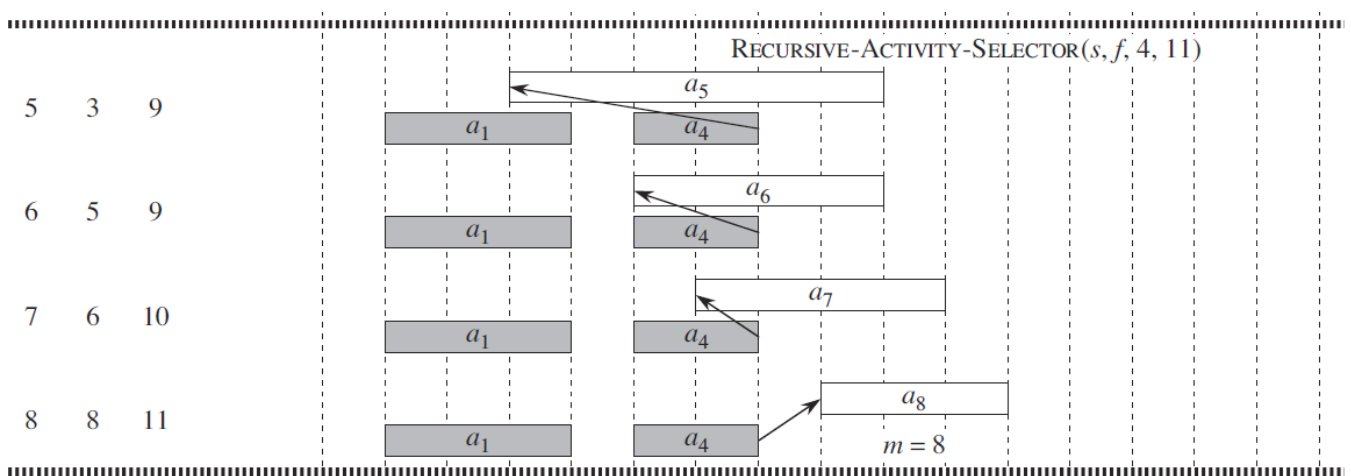 RECURSIVE-ACTIVITY-SELECTOR(s, f, 4, 11)
a5
5 3 9
a1 a4
a6
6 5 9
a1 a4
a7
7 6 10
a1 a4
a8
8 8 11
a1 a4 m = 8